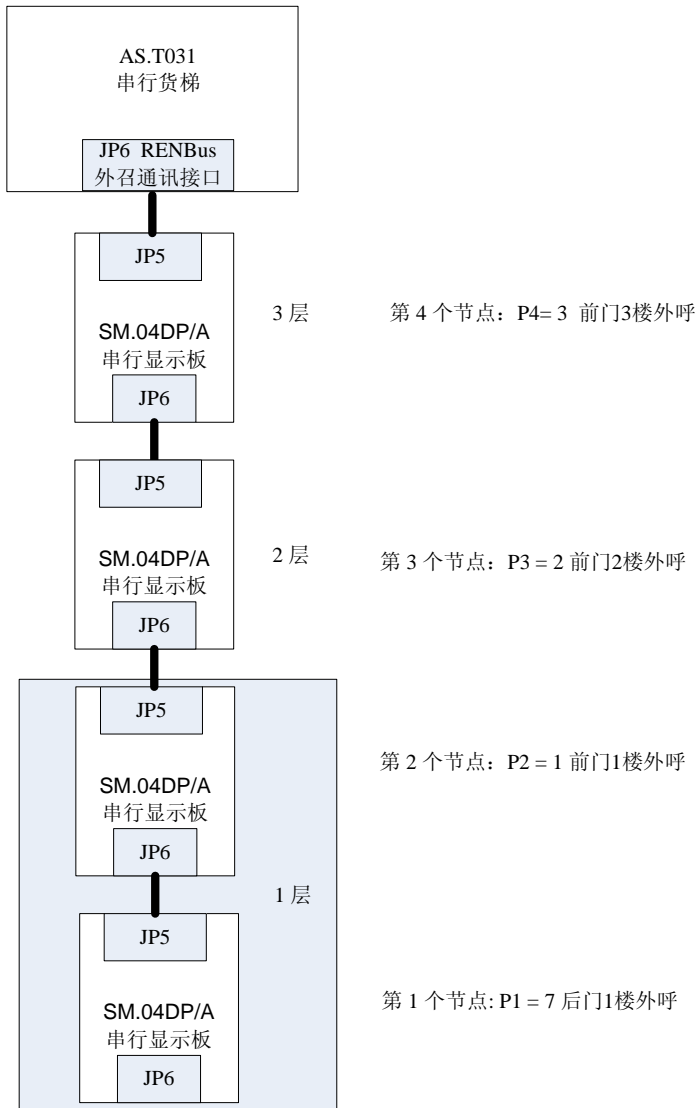 AS.T031
串行货梯
JP6 RENBus
外召通讯接口
JP5
3 层
第 4 个节点：P4= 3 前门3楼外呼
SM.04DP/A
串行显示板
JP6
JP5
2 层
第 3 个节点：P3 = 2 前门2楼外呼
SM.04DP/A
串行显示板
JP6
JP5
第 2 个节点：P2 = 1 前门1楼外呼
SM.04DP/A
串行显示板
JP6
1 层
JP5
第 1 个节点: P1 = 7 后门1楼外呼
SM.04DP/A
串行显示板
JP6